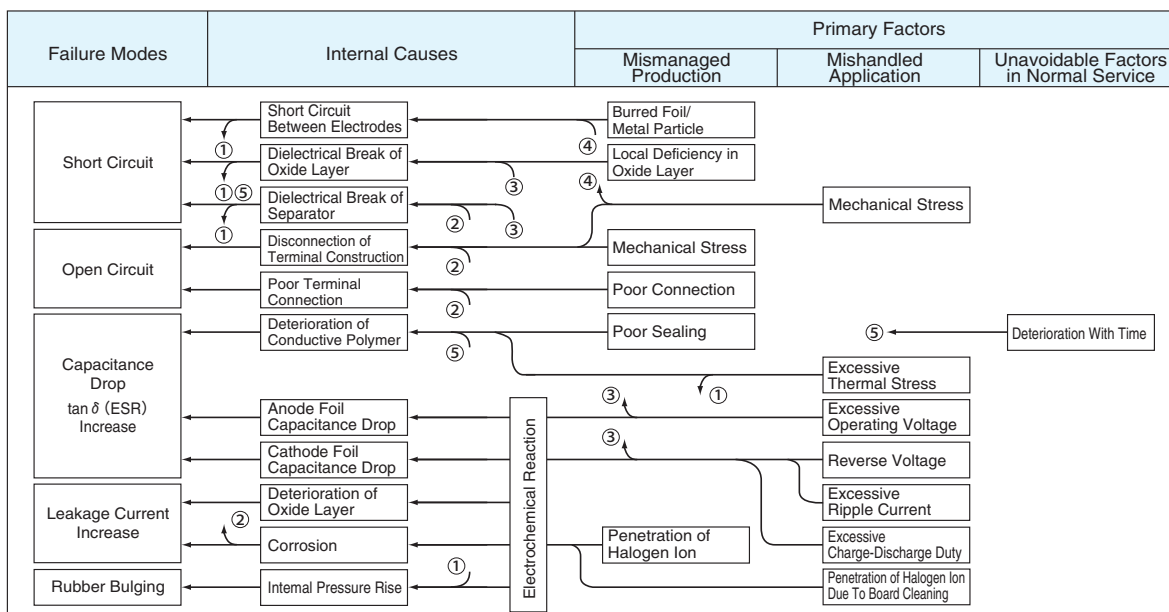 Failure Modes
Internal Causes
Primary Factors
Mismanaged
Production
Mishandled
Application
Unavoidable Factors
in Normal Service
Short Circuit
Short Circuit
Between Electrodes
①
④
Burred Foil/
Metal Particle
Dielectrical Break of
Oxide Layer
①⑤
③
Local Deficiency in
Oxide Layer
④
Dielectrical Break of
Separator
①
②
③
Mechanical Stress
Open Circuit
Disconnection of
Terminal Construction
②
Mechanical Stress
Poor Terminal
Connection
②
Poor Connection
Capacitance
Drop
tan δ (ESR)
Increase
Deterioration of
Conductive Polymer
⑤
Poor Sealing
⑤
Deterioration With Time
①
Excessive
Thermal Stress
Anode Foil
Capacitance Drop
Electrochemical Reaction
③
Excessive
Operating Voltage
Cathode Foil
Capacitance Drop
③
Reverse Voltage
Leakage Current
Increase
Deterioration of
Oxide Layer
Excessive
Ripple Current
②
Corrosion
Penetration of
Halogen Ion
Excessive
Charge-Discharge Duty
Rubber Bulging
Internal Pressure Rise
①
Penetration of Halogen Ion
Due To Board Cleaning